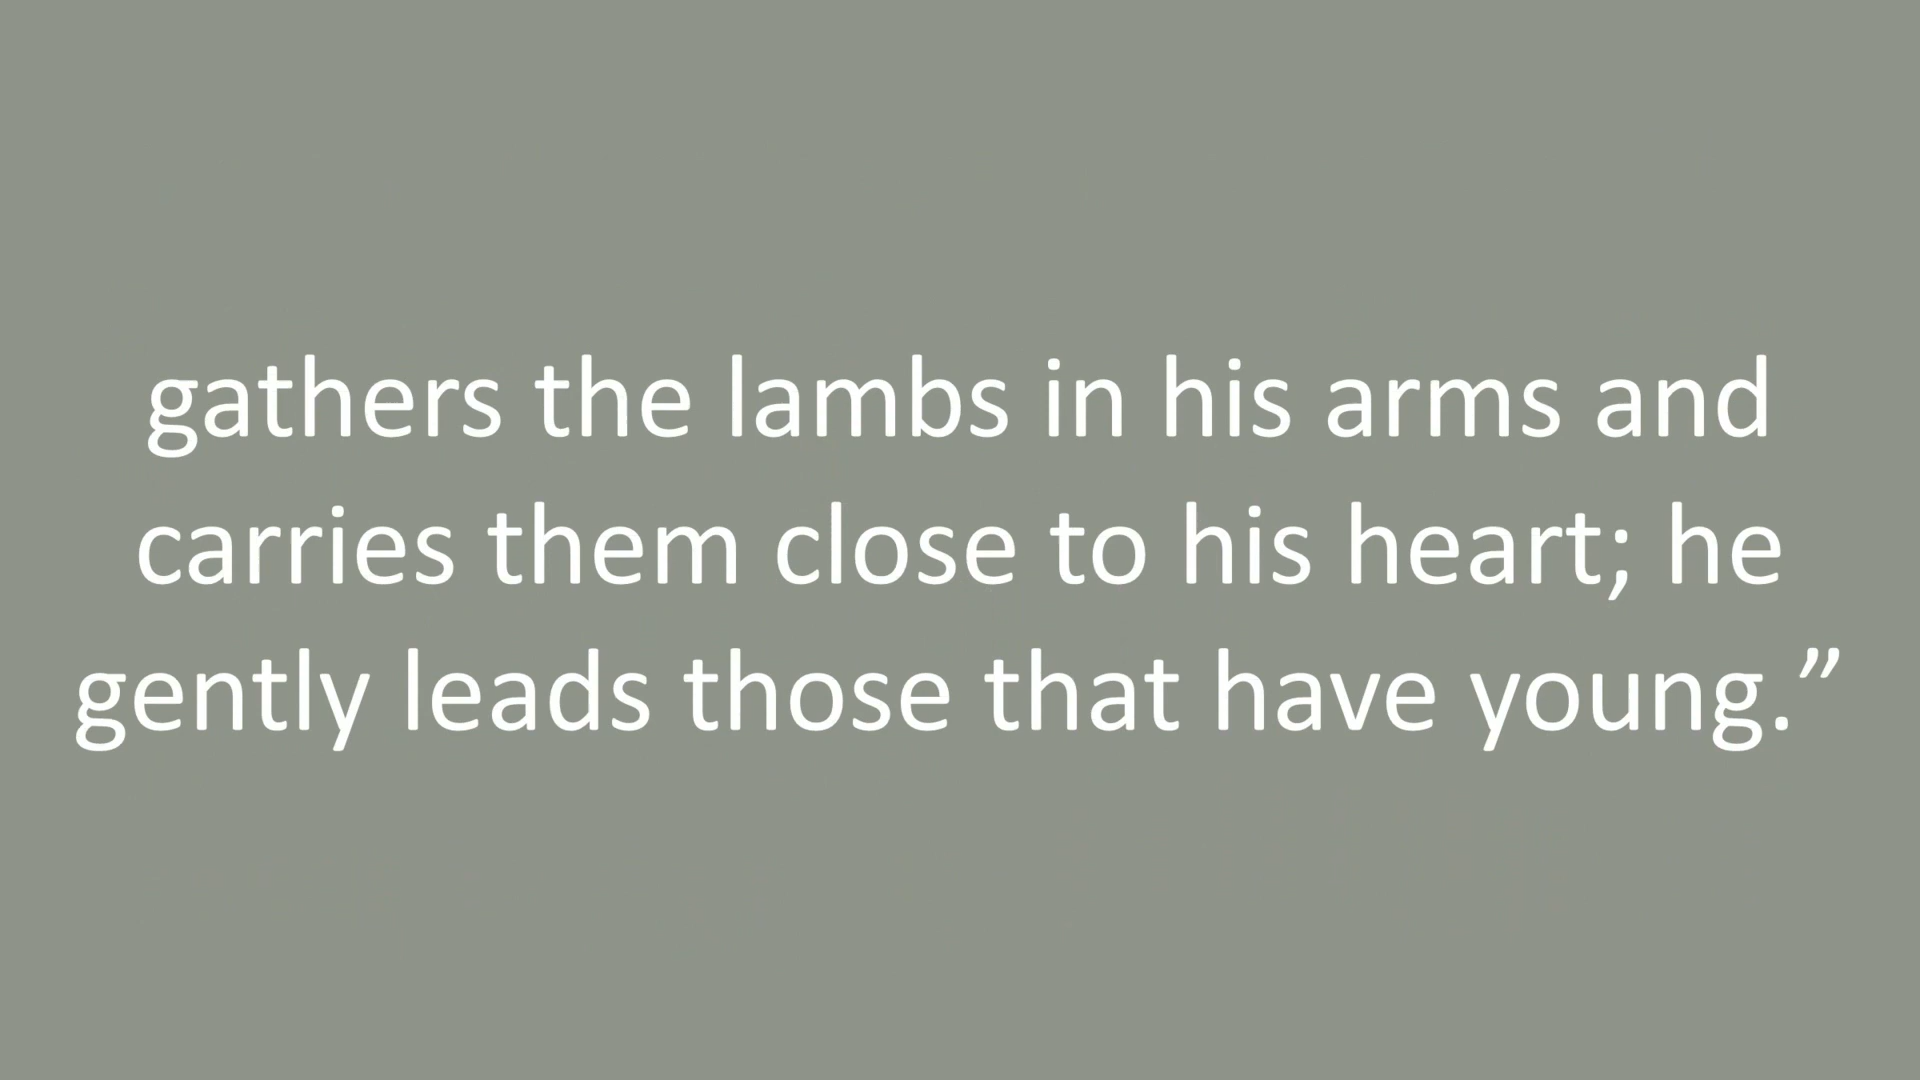 gathers the lambs in his arms and
carries them close to his heart; he
gently leads those that have young.”